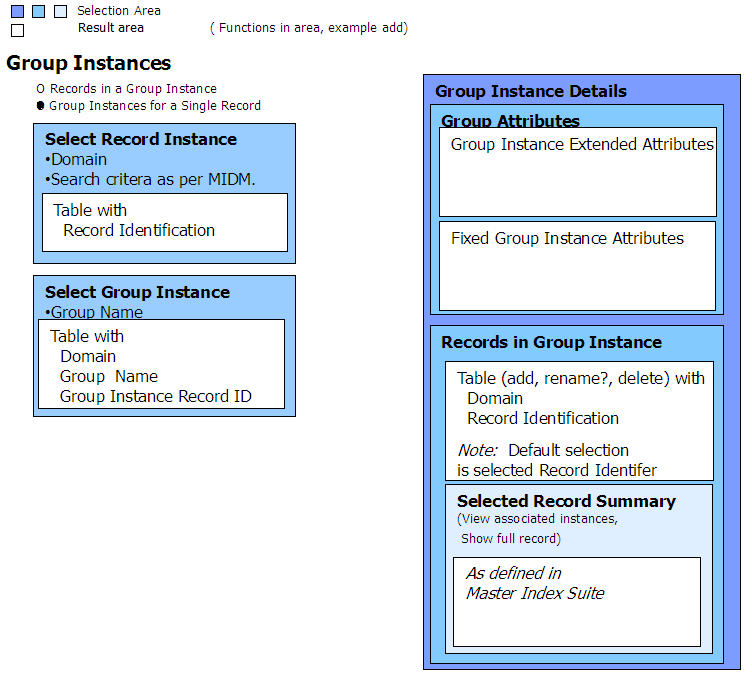 Selection Area
Result area ( Functions in area, example add)
Group Instances
O Records in a Group Instance
● Group Instances for a Single Record
Select Record Instance
•Domain
•Search critera as per MIDM.
Table with
Record Identification
Select Group Instance
•Group Name
Table with
Domain
Group Name
Group Instance Record ID
Group Instance Details
Group Attributes
Group Instance Extended Attributes
Fixed Group Instance Attributes
Records in Group Instance
Table (add, rename?, delete) with
Domain
Record Identification
Note: Default selection
is selected Record Identifer
Selected Record Summary
(View associated instances,
Show full record)
As defined in
Master Index Suite